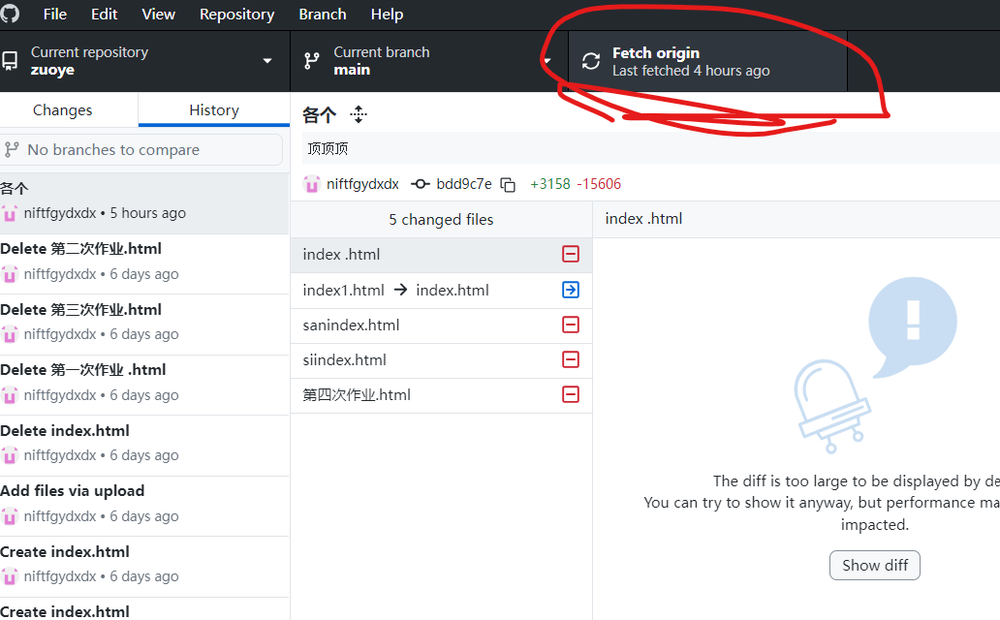 File Edit View Repository Branch Help
Current repository
zuoye
Current branch
main
Fetch origin
Last fetched 4 hours ago
Changes
History
No branches to compare
各个
niftfgydxdx • 5 hours ago
Delete 第二次作业.html
niftfgydxdx • 6 days ago
Delete 第三次作业.html
niftfgydxdx • 6 days ago
Delete 第一次作业 .html
niftfgydxdx • 6 days ago
Delete index.html
niftfgydxdx • 6 days ago
Add files via upload
niftfgydxdx • 6 days ago
Create index.html
niftfgydxdx • 6 days ago
Create index.html
各个
顶顶顶
niftfgydxdx bdd9c7e +3158 -15606
5 changed files
index .html
index1.html → index.html
sanindex.html
siindex.html
第四次作业.html
index .html
The diff is too large to be displayed by de
You can try to show it anyway, but performance ma
impacted.
Show diff